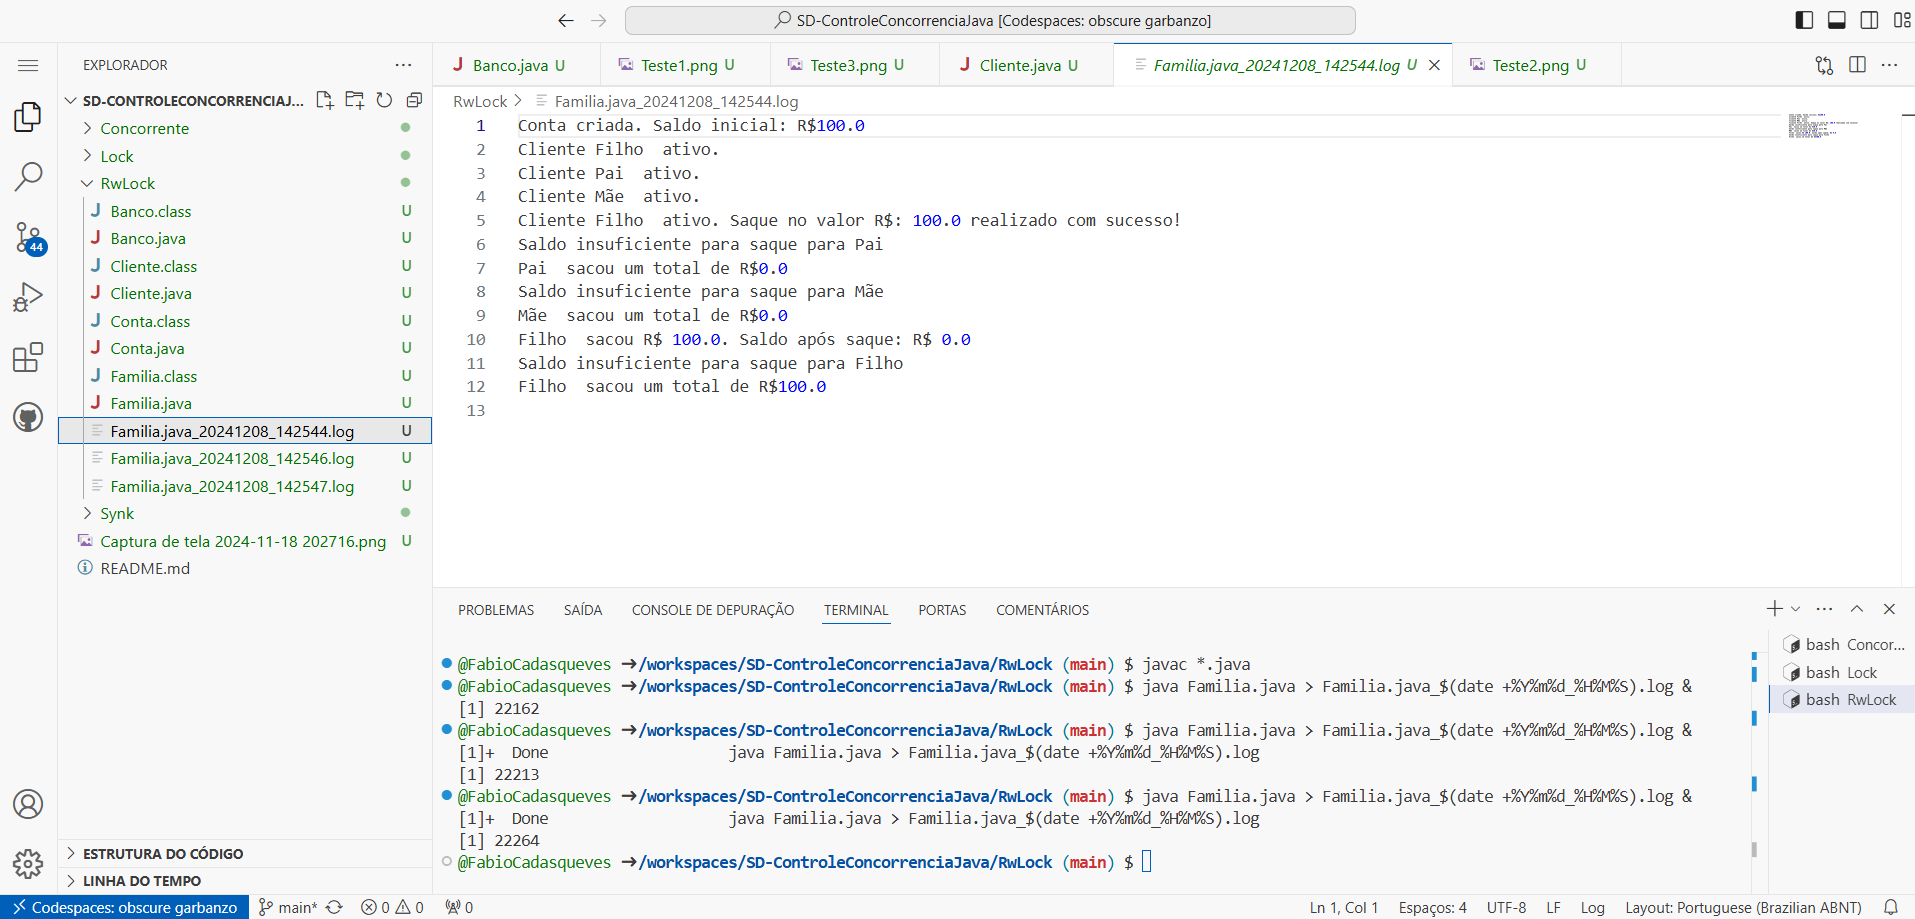 SD-ControleConcorrenciaJava [Codespaces: obscure garbanzo]
EXPLORADOR
SD-CONTROLECONCORRENCIAJ...
Concorrente
Lock
RwLock
Banco.class U
Banco.java U
Cliente.class U
Cliente.java U
Conta.class U
Conta.java U
Familia.class U
Familia.java U
Familia.java_20241208_142544.log U
Familia.java_20241208_142546.log U
Familia.java_20241208_142547.log U
Synk
Captura de tela 2024-11-18 202716.png U
README.md
44
ESTRUTURA DO CÓDIGO
LINHA DO TEMPO
Banco.java U
Teste1.png U
Teste3.png U
Cliente.java U
Familia.java_20241208_142544.log U
Teste2.png U
RwLock > Familia.java_20241208_142544.log
1 Conta criada. Saldo inicial: R$100.0
2 Cliente Filho  ativo.
3 Cliente Pai  ativo.
4 Cliente Mãe  ativo.
5 Cliente Filho  ativo. Saque no valor R$: 100.0 realizado com sucesso!
6 Saldo insuficiente para saque para Pai
7 Pai  sacou um total de R$0.0
8 Saldo insuficiente para saque para Mãe
9 Mãe  sacou um total de R$0.0
10 Filho  sacou R$ 100.0. Saldo após saque: R$ 0.0
11 Saldo insuficiente para saque para Filho
12 Filho  sacou um total de R$100.0
13
PROBLEMAS SAÍDA CONSOLE DE DEPURAÇÃO TERMINAL PORTAS COMENTÁRIOS
@FabioCadasqueves ➜/workspaces/SD-ControleConcorrenciaJava/RwLock (main) $ javac *.java
@FabioCadasqueves ➜/workspaces/SD-ControleConcorrenciaJava/RwLock (main) $ java Familia.java > Familia.java_$(date +%Y%m%d_%H%M%S).log &
[1] 22162
@FabioCadasqueves ➜/workspaces/SD-ControleConcorrenciaJava/RwLock (main) $ java Familia.java > Familia.java_$(date +%Y%m%d_%H%M%S).log &
[1]+  Done                    java Familia.java > Familia.java_$(date +%Y%m%d_%H%M%S).log
[1] 22213
@FabioCadasqueves ➜/workspaces/SD-ControleConcorrenciaJava/RwLock (main) $ java Familia.java > Familia.java_$(date +%Y%m%d_%H%M%S).log &
[1]+  Done                    java Familia.java > Familia.java_$(date +%Y%m%d_%H%M%S).log
[1] 22264
@FabioCadasqueves ➜/workspaces/SD-ControleConcorrenciaJava/RwLock (main) $
bash Concor...
bash Lock
bash RwLock
Codespaces: obscure garbanzo main* 0 0 0 Ln 1, Col 1 Espaços: 4 UTF-8 LF Log Layout: Portuguese (Brazilian ABNT)